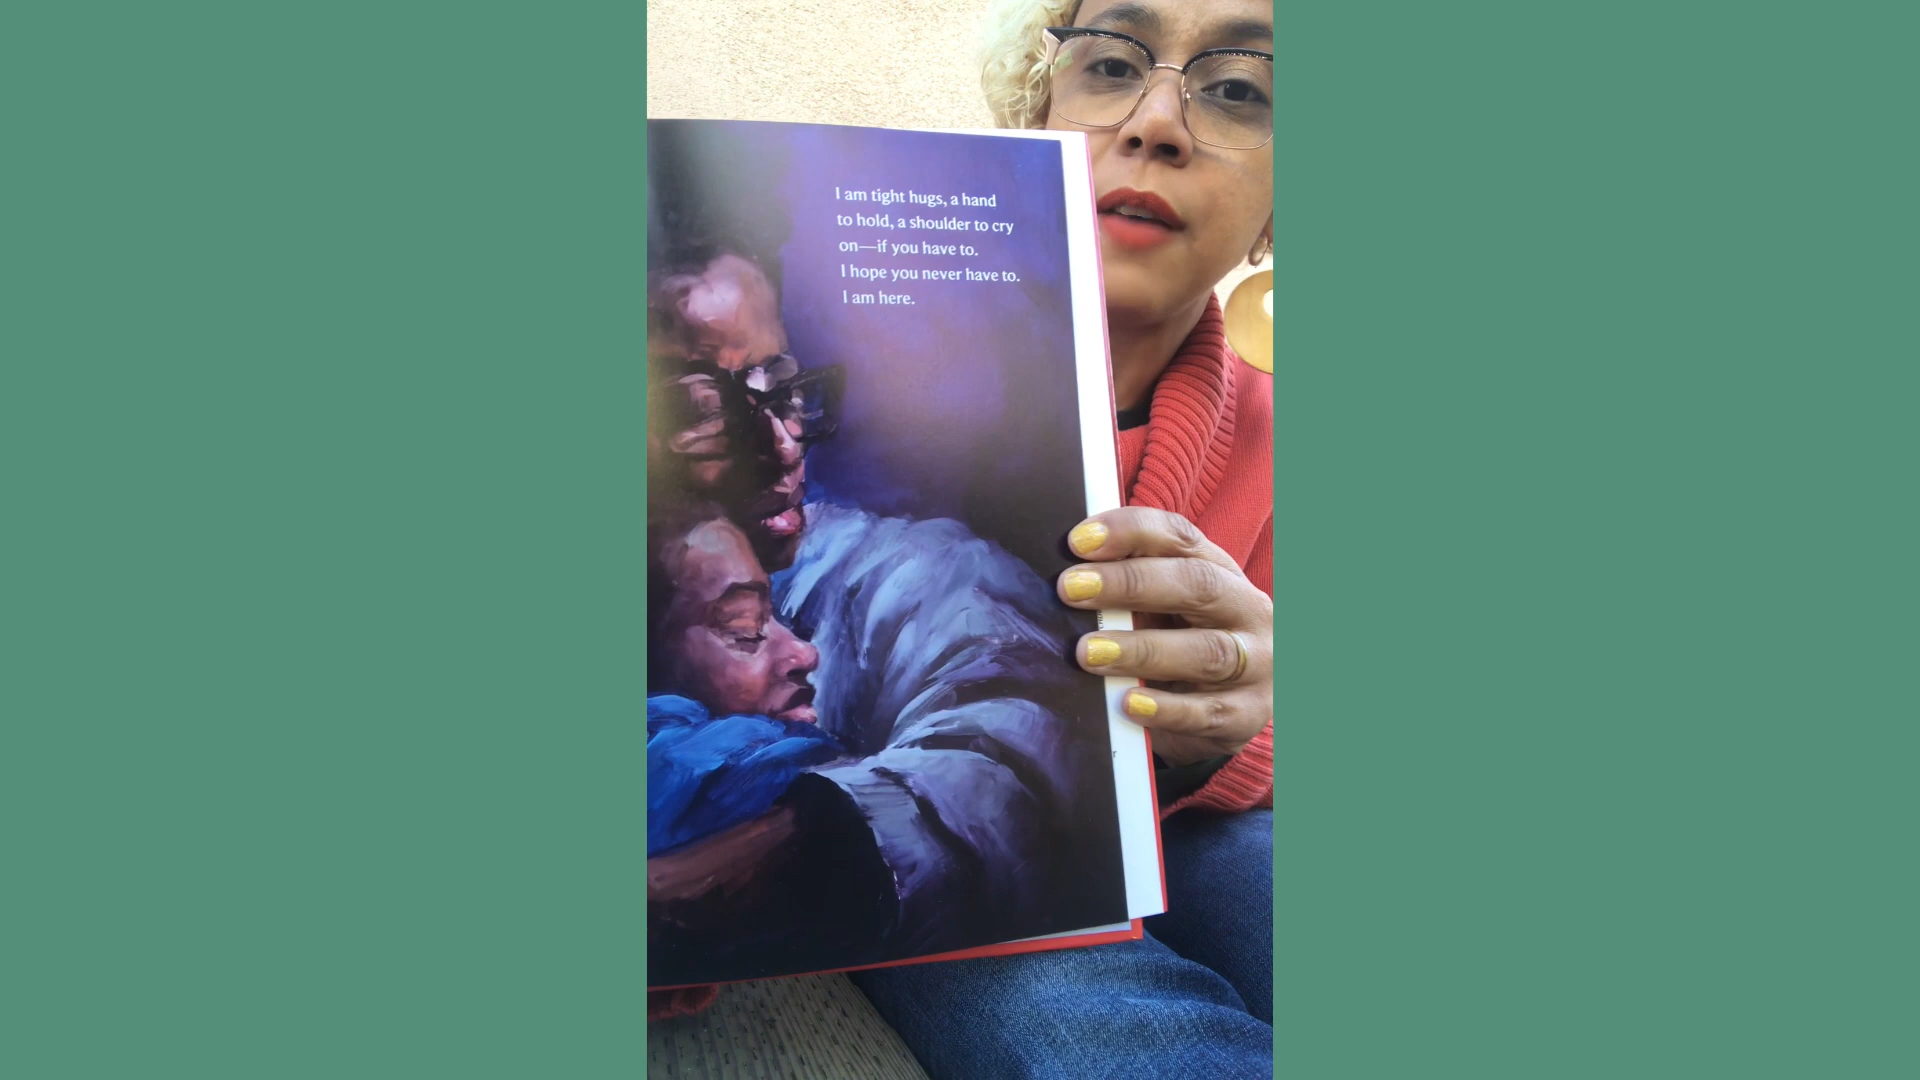 I am tight hugs, a hand
to hold, a shoulder to cry
on—if you have to.
I hope you never have to.
I am here.